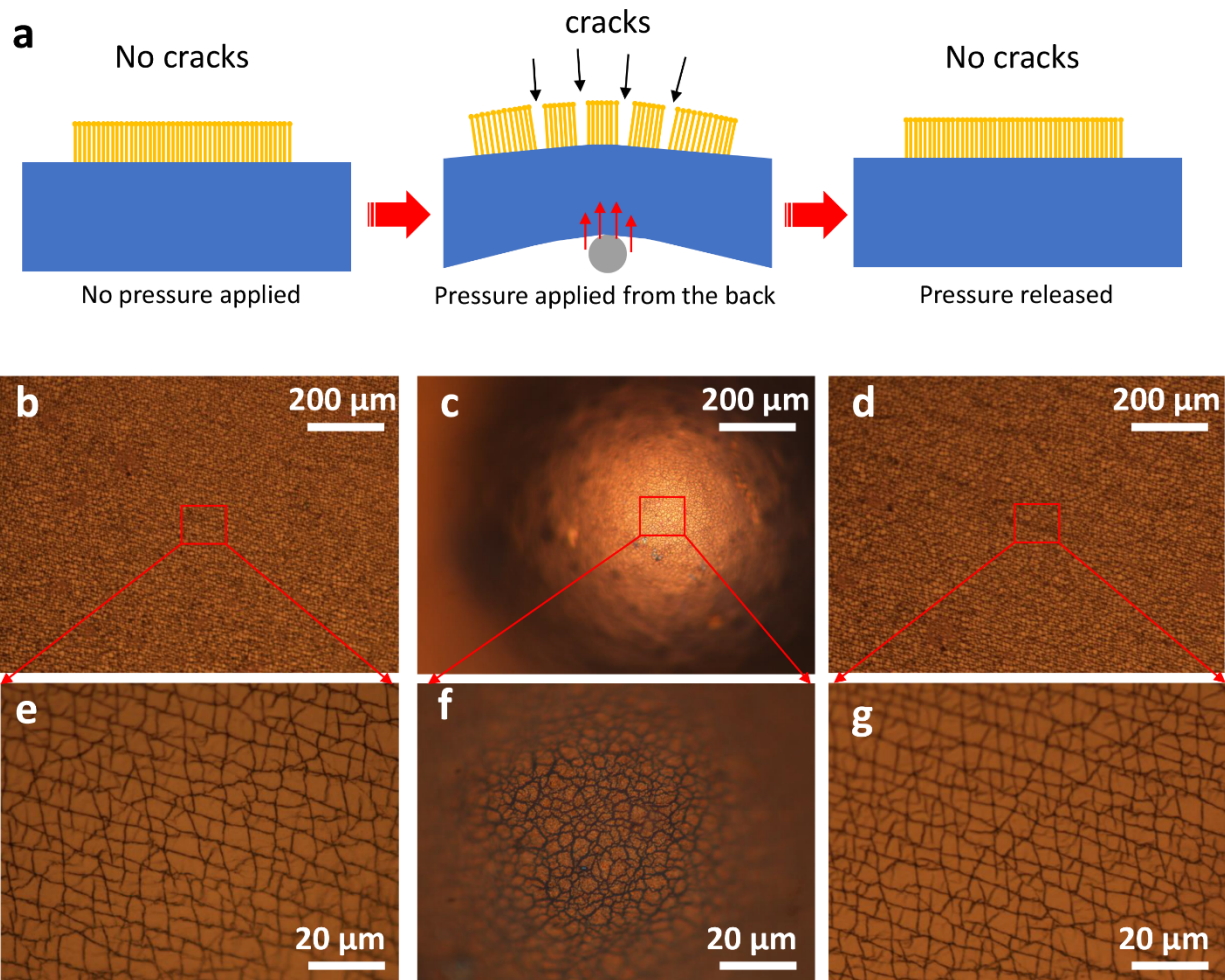 a
No cracks
cracks
No cracks
No pressure applied
Pressure applied from the back
Pressure released
b
200 μm
c
200 μm
d
200 μm
e
20 μm
f
20 μm
g
20 μm